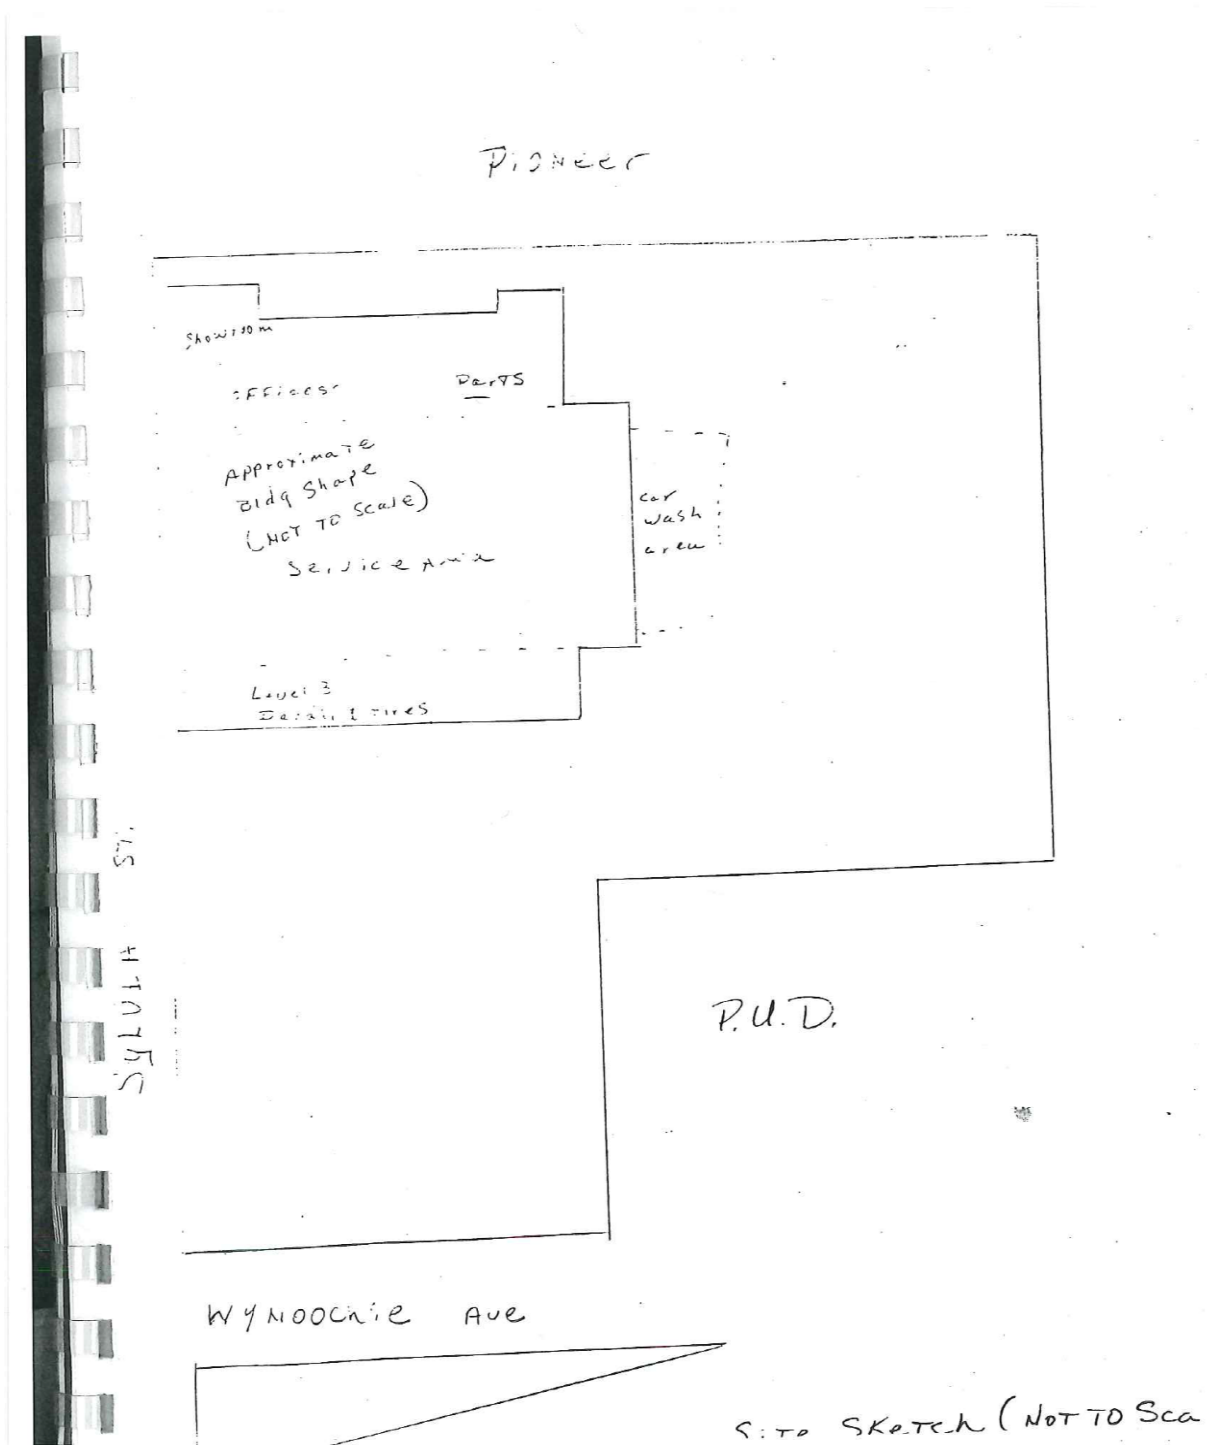 Pioneer
Showroom
Offices
Parts
Approximate
Bldg Shape
(NOT TO Scale)
Service Area
car
wash
area
Level 3
Detail & Tires
Sylvia St.
P.U.D.
Wynoochie Ave
Site Sketch (NOT TO Sca